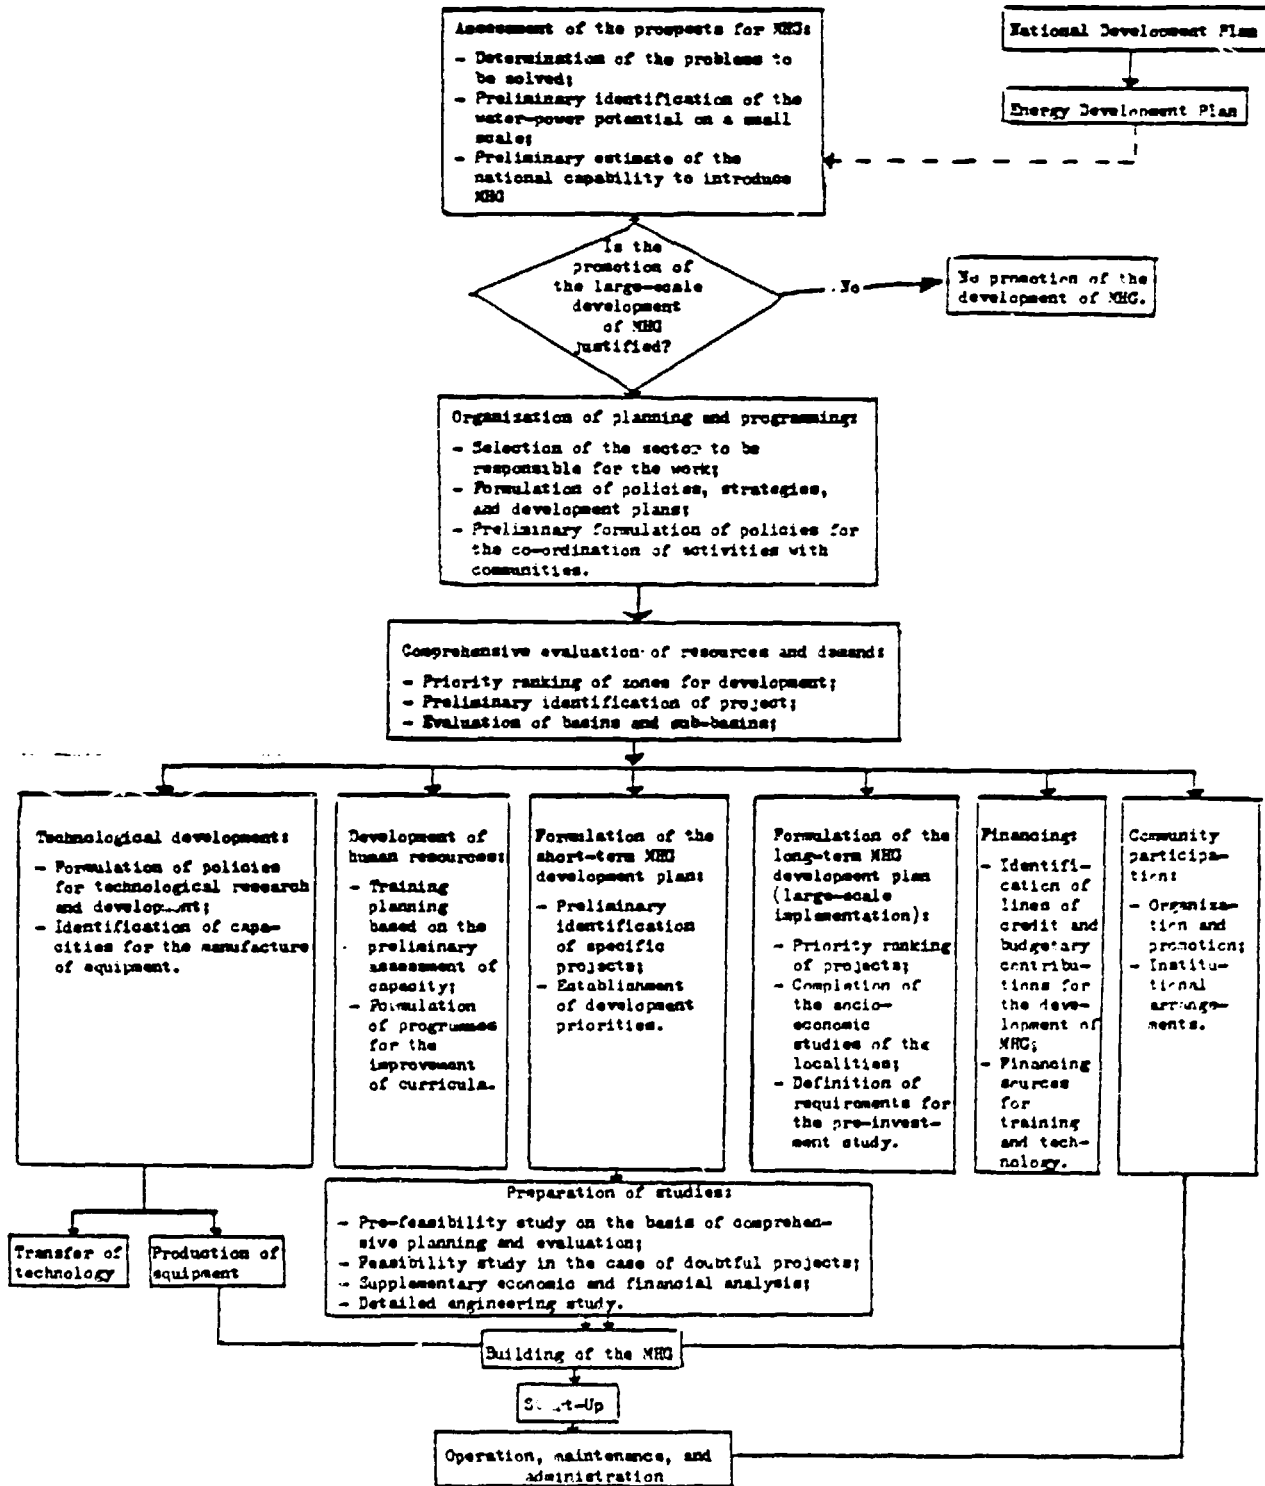 Assessment of the prospects for MHG:
- Determination of the problems to
be solved;
- Preliminary identification of the
water-power potential on a small
scale;
- Preliminary estimate of the
national capability to introduce
MHG
National Development Plan
Energy Development Plan
Is the
promotion of
the large-scale
development
of MHG
justified?
No
No promotion of the
development of MHG.
Organization of planning and programming:
- Selection of the sector to be
responsible for the work;
- Formulation of policies, strategies,
and development plans;
- Preliminary formulation of policies for
the co-ordination of activities with
communities.
Comprehensive evaluation of resources and demand:
- Priority ranking of zones for development;
- Preliminary identification of project;
- Evaluation of basins and sub-basins;
Technological development:
- Formulation of policies
for technological research
and development;
- Identification of capa-
cities for the manufacture
of equipment.
Development of
human resources:
- Training
planning
based on the
preliminary
assessment of
capacity;
- Formulation
of programmes
for the
improvement
of curricula.
Formulation of the
short-term MHG
development plan:
- Preliminary
identification
of specific
projects;
- Establishment
of development
priorities.
Formulation of the
long-term MHG
development plan
(large-scale
implementation):
- Priority ranking
of projects;
- Completion of
the socio-
economic
studies of the
localities;
- Definition of
requirements for
the pre-invest-
ment study.
Financing:
- Identifi-
cation of
lines of
credit and
budgetary
contribu-
tions for
the deve-
lopment of
MHG;
- Financing
sources
for
training
and tech-
nology.
Community
participa-
tion:
- Organiza-
tion and
promotion;
- Institu-
tional
arrange-
ments.
Transfer of
technology
Production of
equipment
Preparation of studies:
- Pre-feasibility study on the basis of comprehen-
sive planning and evaluation;
- Feasibility study in the case of doubtful projects;
- Supplementary economic and financial analysis;
- Detailed engineering study.
Building of the MHG
Start-Up
Operation, maintenance, and
administration